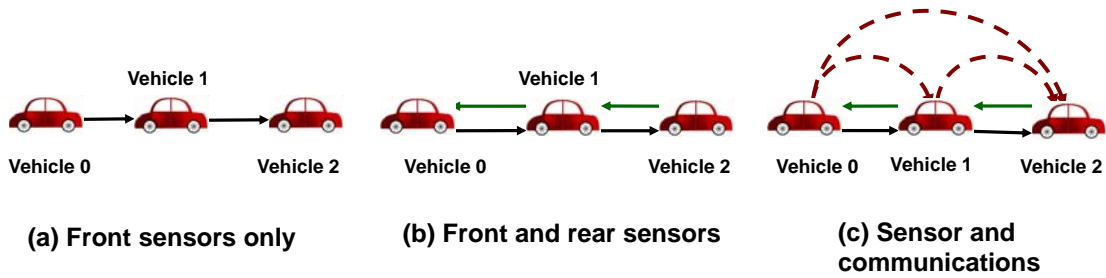 Vehicle 1
Vehicle 0
Vehicle 2
(a) Front sensors only
Vehicle 1
Vehicle 0
Vehicle 2
(b) Front and rear sensors
Vehicle 0
Vehicle 1
Vehicle 2
(c) Sensor and
communications